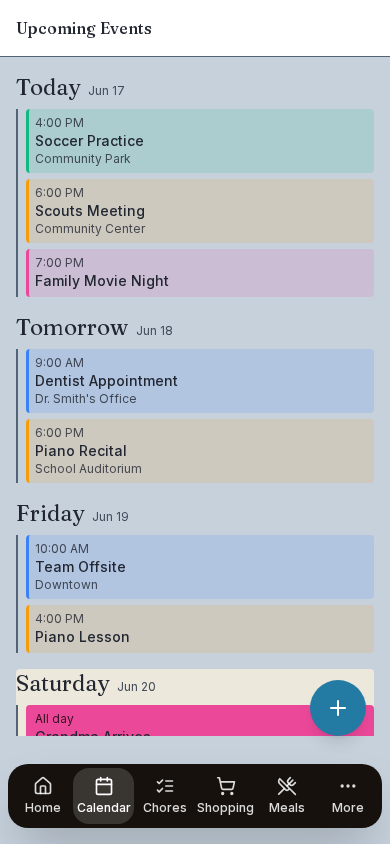 Upcoming Events
Today Jun 17
4:00 PM
Soccer Practice
Community Park
6:00 PM
Scouts Meeting
Community Center
7:00 PM
Family Movie Night
Tomorrow Jun 18
9:00 AM
Dentist Appointment
Dr. Smith's Office
6:00 PM
Piano Recital
School Auditorium
Friday Jun 19
10:00 AM
Team Offsite
Downtown
4:00 PM
Piano Lesson
Saturday Jun 20
All day
Grandma Arrives
Home Calendar Chores Shopping Meals More